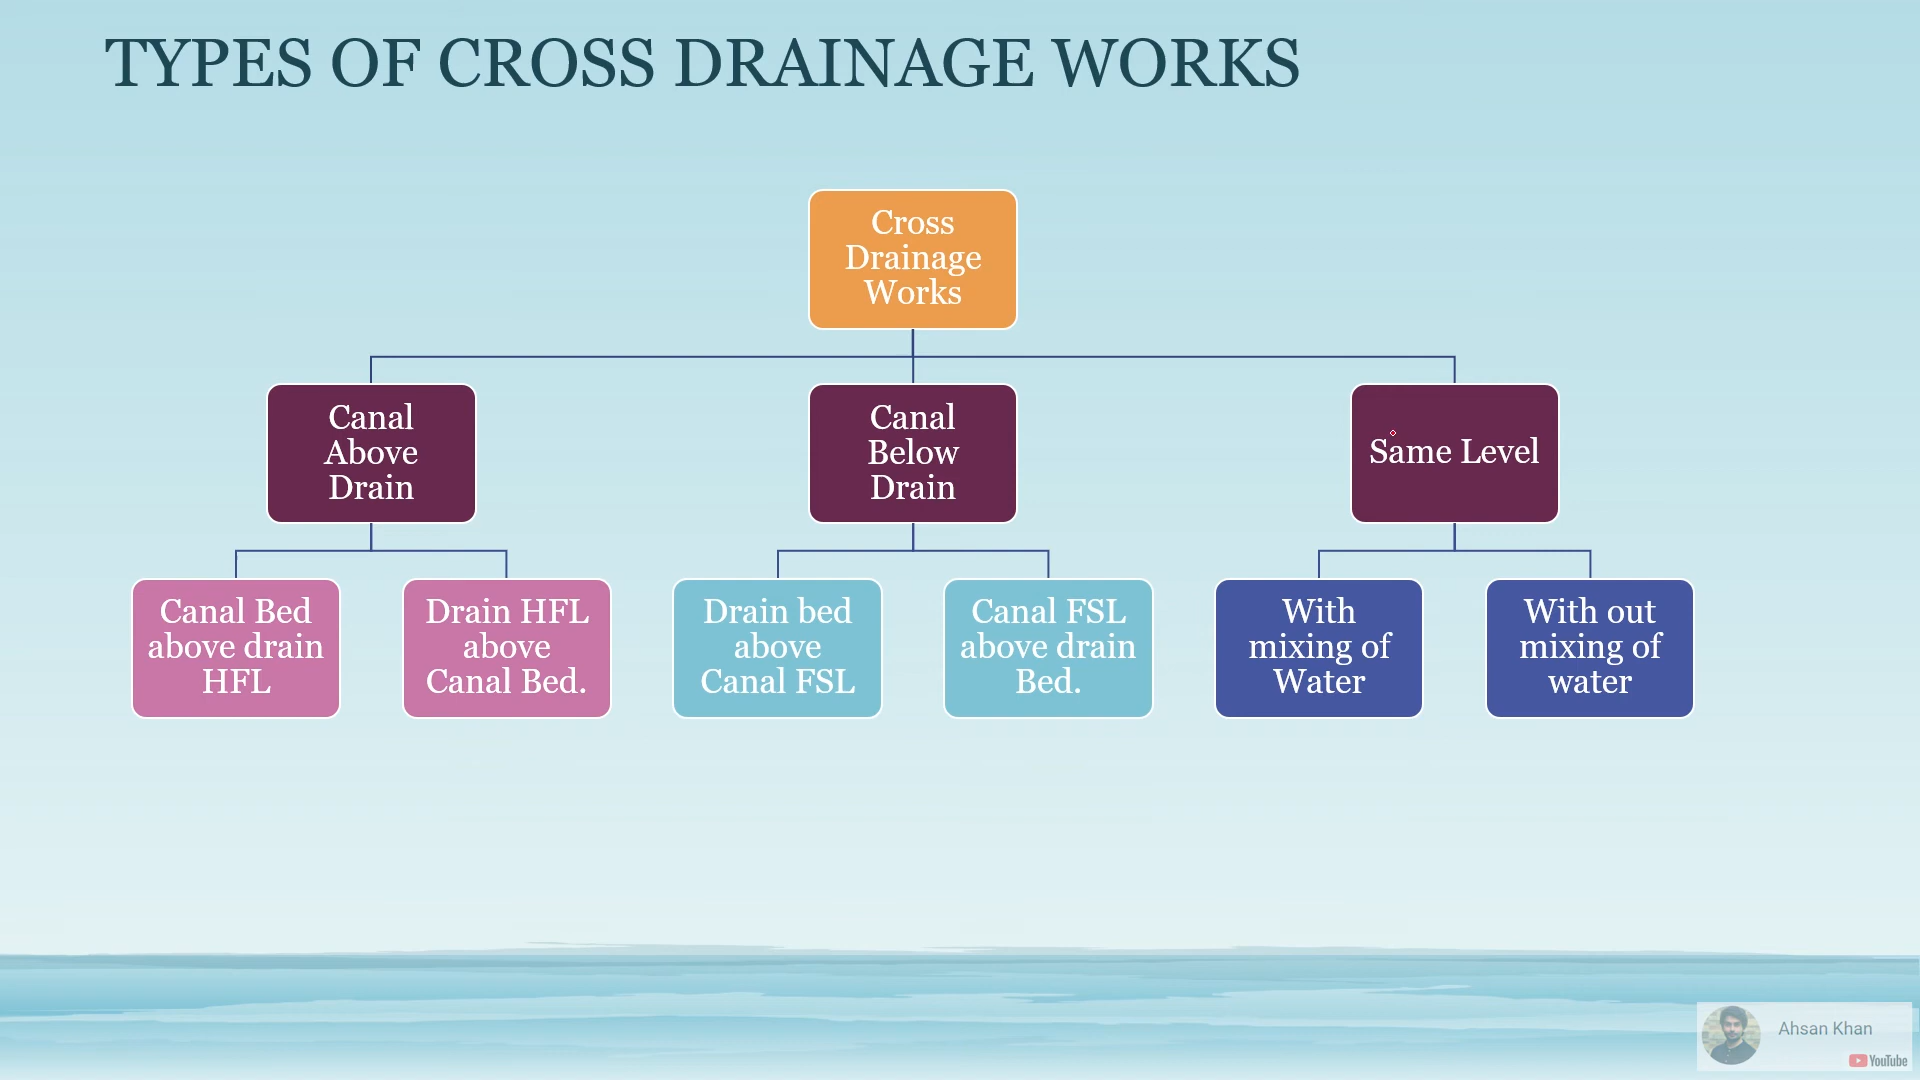 TYPES OF CROSS DRAINAGE WORKS
Cross
Drainage
Works
Canal
Above
Drain
Canal
Below
Drain
Same Level
Canal Bed
above drain
HFL
Drain HFL
above
Canal Bed.
Drain bed
above
Canal FSL
Canal FSL
above drain
Bed.
With
mixing of
Water
With out
mixing of
water
Ahsan Khan
YouTube